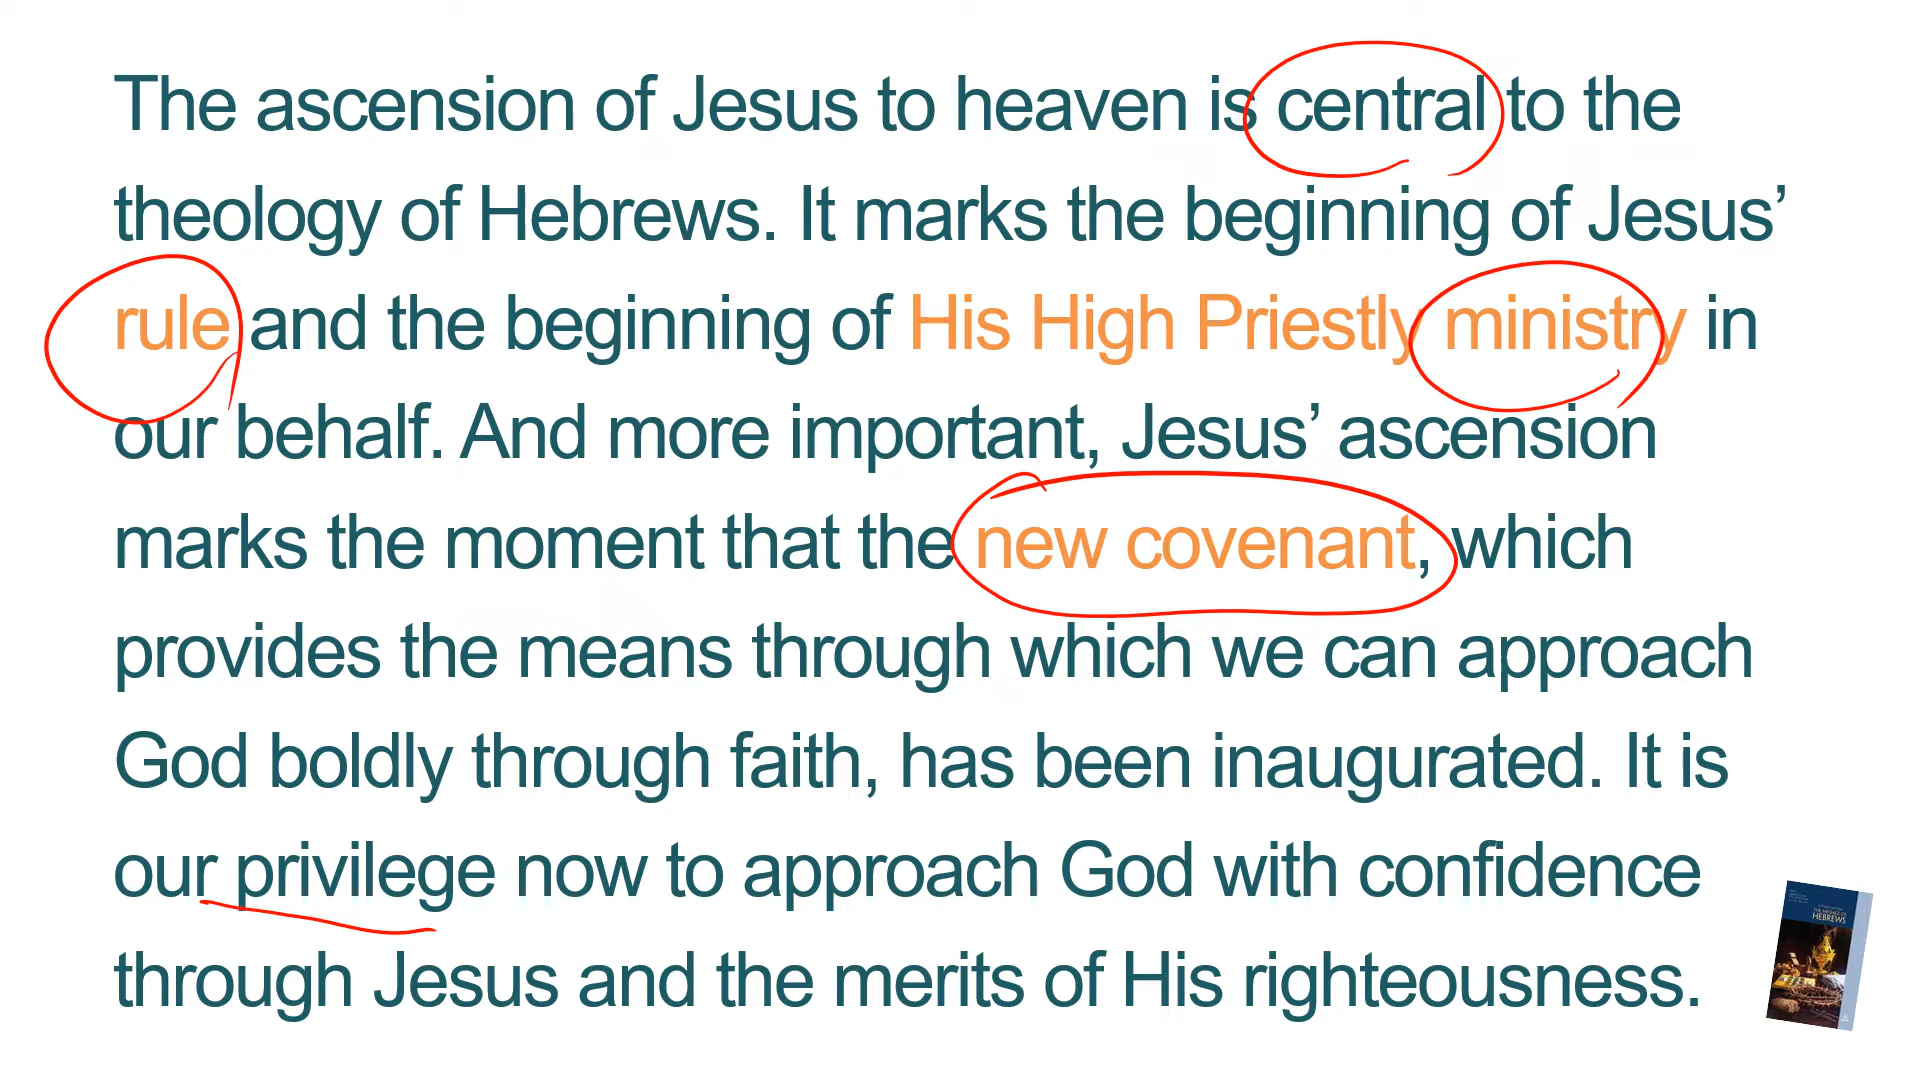 The ascension of Jesus to heaven is central to the
theology of Hebrews. It marks the beginning of Jesus’
rule and the beginning of His High Priestly ministry in
our behalf. And more important, Jesus’ ascension
marks the moment that the new covenant, which
provides the means through which we can approach
God boldly through faith, has been inaugurated. It is
our privilege now to approach God with confidence
through Jesus and the merits of His righteousness.
THE MESSAGE OF
HEBREWS